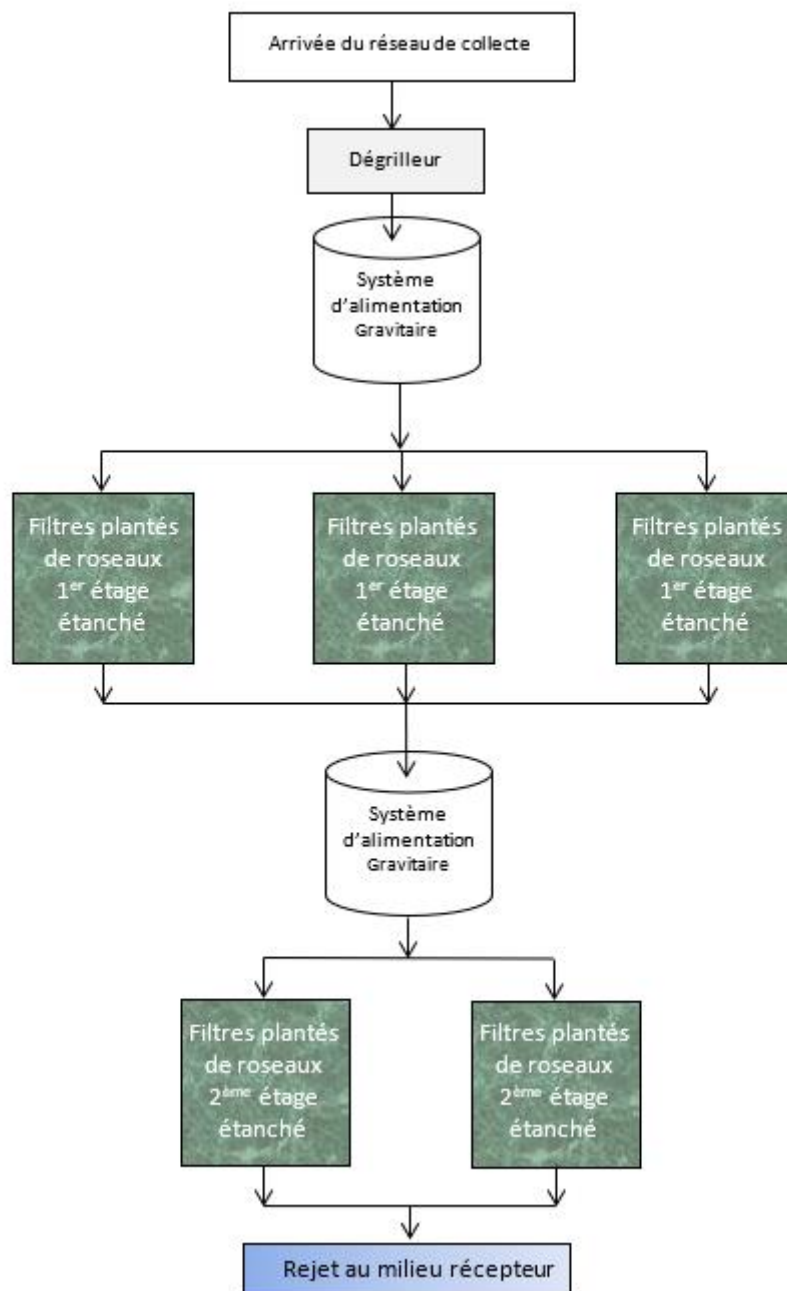 Arrivée du réseau de collecte
Dégrilleur
Système
d'alimentation
Gravitaire
Filtres plantés
de roseaux
1er étage
étanché
Filtres plantés
de roseaux
1er étage
étanché
Filtres plantés
de roseaux
1er étage
étanché
Système
d'alimentation
Gravitaire
Filtres plantés
de roseaux
2ème étage
étanché
Filtres plantés
de roseaux
2ème étage
étanché
Rejet au milieu récepteur